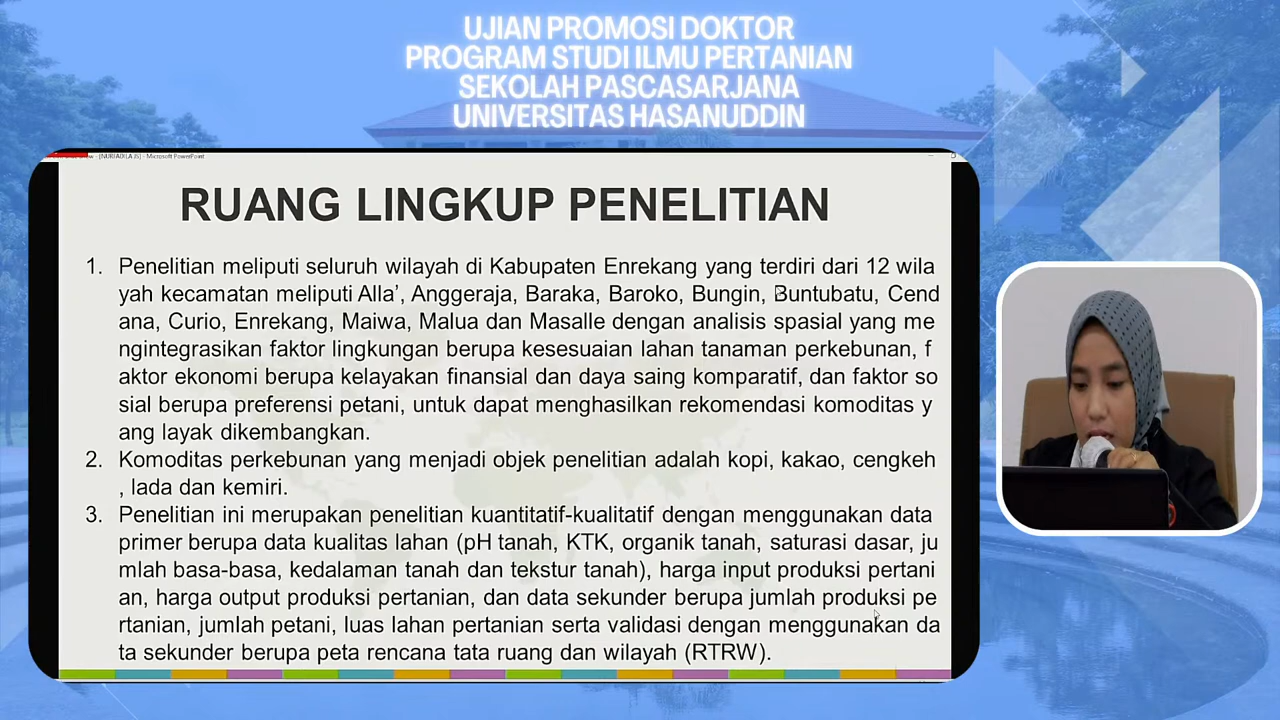 UJIAN PROMOSI DOKTOR
PROGRAM STUDI ILMU PERTANIAN
SEKOLAH PASCASARJANA
UNIVERSITAS HASANUDDIN
- Microsoft PowerPoint
RUANG LINGKUP PENELITIAN
1. Penelitian meliputi seluruh wilayah di Kabupaten Enrekang yang terdiri dari 12 wila
yah kecamatan meliputi Alla’, Anggeraja, Baraka, Baroko, Bungin, Buntubatu, Cend
ana, Curio, Enrekang, Maiwa, Malua dan Masalle dengan analisis spasial yang me
ngintegrasikan faktor lingkungan berupa kesesuaian lahan tanaman perkebunan, f
aktor ekonomi berupa kelayakan finansial dan daya saing komparatif, dan faktor so
sial berupa preferensi petani, untuk dapat menghasilkan rekomendasi komoditas y
ang layak dikembangkan.
2. Komoditas perkebunan yang menjadi objek penelitian adalah kopi, kakao, cengkeh
, lada dan kemiri.
3. Penelitian ini merupakan penelitian kuantitatif-kualitatif dengan menggunakan data
primer berupa data kualitas lahan (pH tanah, KTK, organik tanah, saturasi dasar, ju
mlah basa-basa, kedalaman tanah dan tekstur tanah), harga input produksi pertani
an, harga output produksi pertanian, dan data sekunder berupa jumlah produksi pe
rtanian, jumlah petani, luas lahan pertanian serta validasi dengan menggunakan da
ta sekunder berupa peta rencana tata ruang dan wilayah (RTRW).